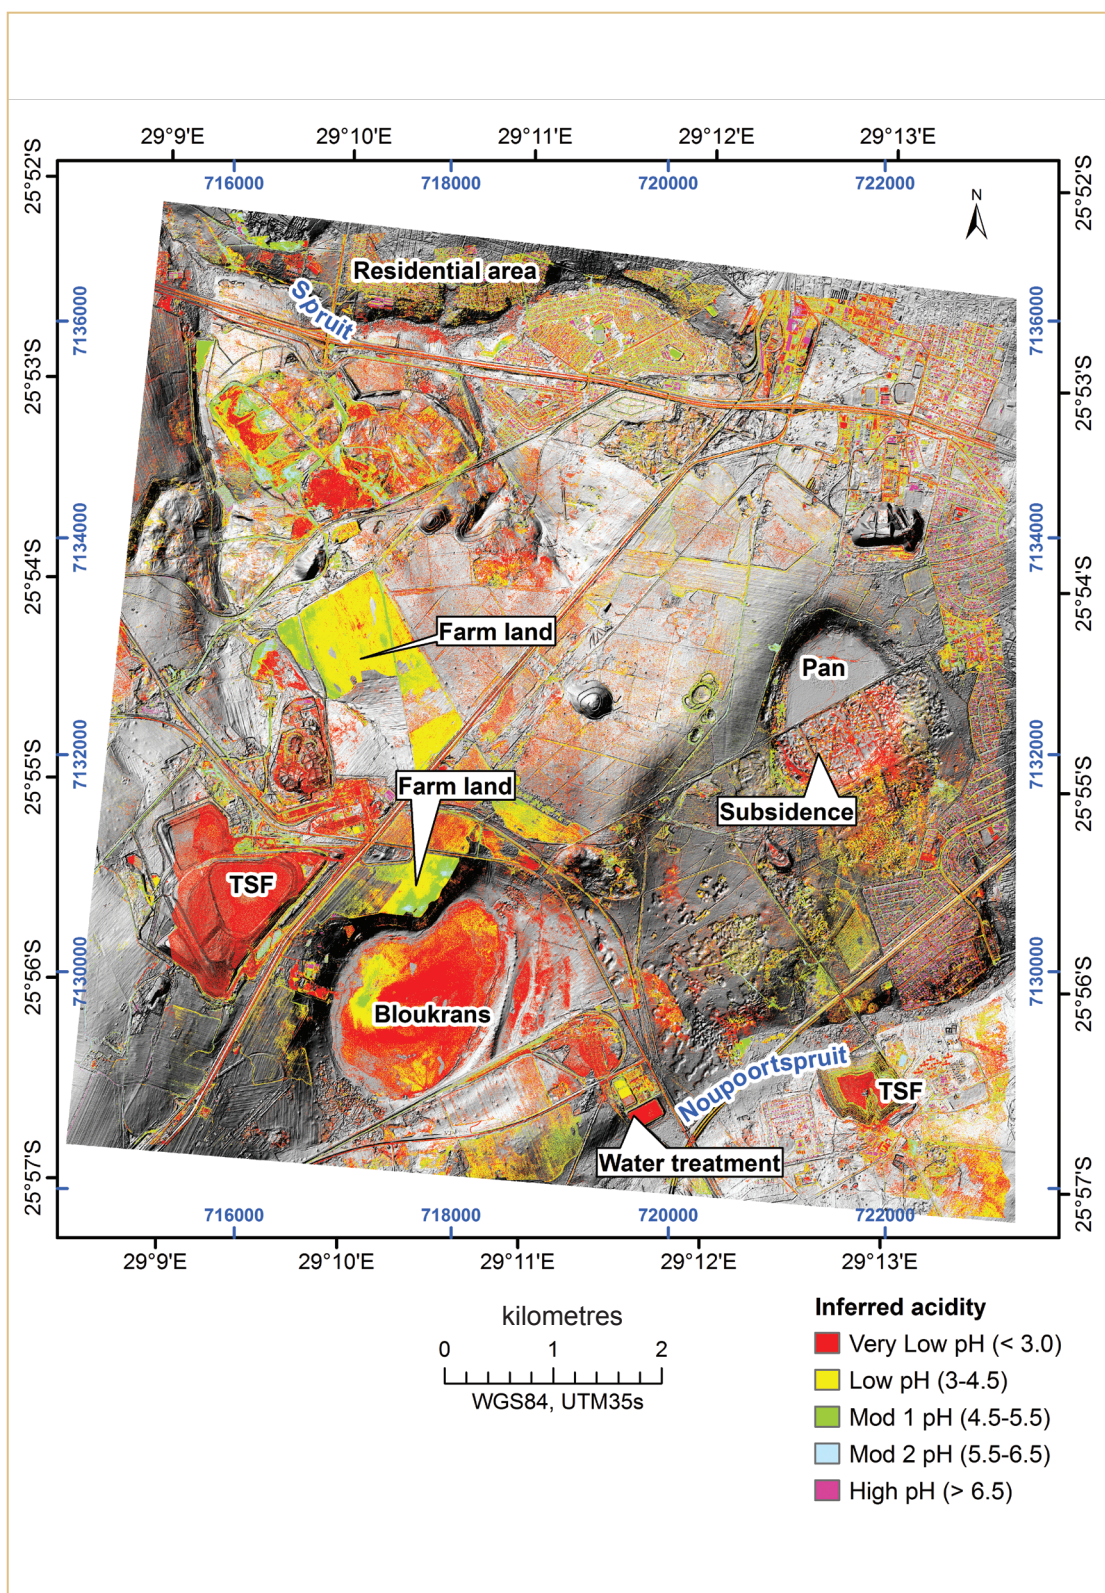 29°9'E 29°10'E 29°11'E 29°12'E 29°13'E
716000 718000 720000 722000
25°52'S 25°52'S
N
Residential area
Spruit
7136000 7136000
25°53'S 25°53'S
7134000 7134000
25°54'S 25°54'S
Farm land
Pan
7132000 7132000
25°55'S 25°55'S
Farm land
Subsidence
TSF
7130000 7130000
25°56'S 25°56'S
Bloukrans
Noupoortspruit
TSF
Water treatment
25°57'S 25°57'S
716000 718000 720000 722000
29°9'E 29°10'E 29°11'E 29°12'E 29°13'E
kilometres
0 1 2
WGS84, UTM35s
Inferred acidity
Very Low pH (< 3.0)
Low pH (3-4.5)
Mod 1 pH (4.5-5.5)
Mod 2 pH (5.5-6.5)
High pH (> 6.5)